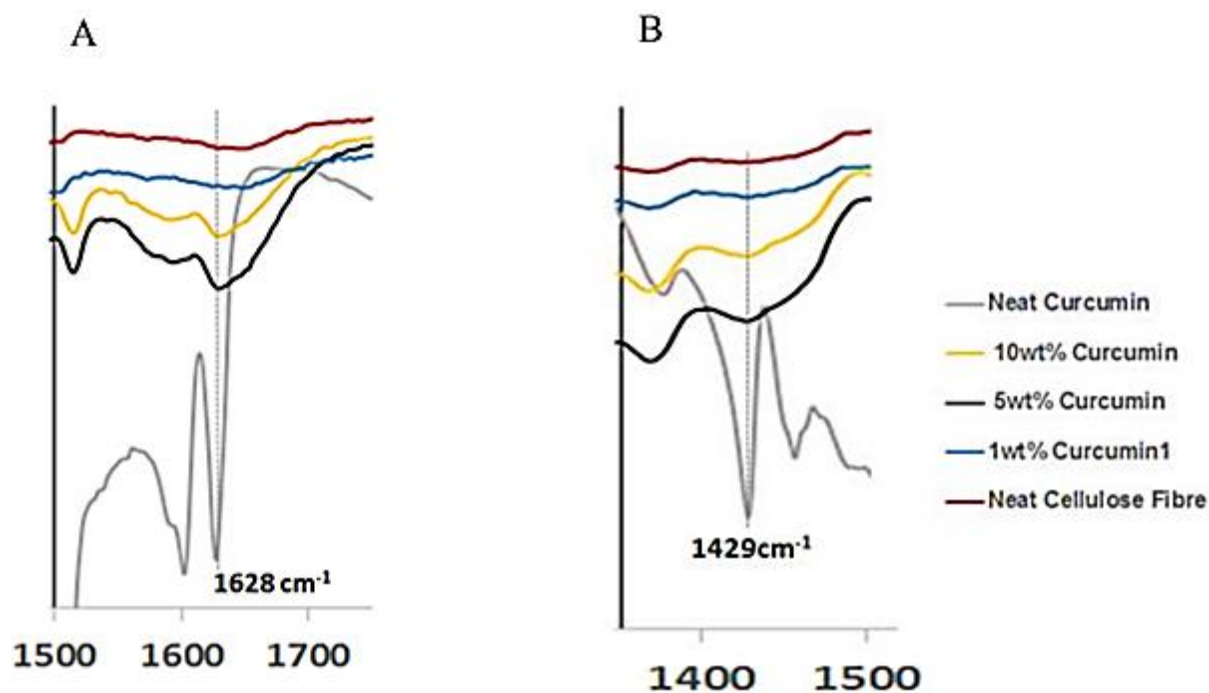 A
B
Neat Curcumin
10wt% Curcumin
5wt% Curcumin
1wt% Curcumin1
Neat Cellulose Fibre
1628 cm-1
1429cm-1
1500 1600 1700
1400 1500